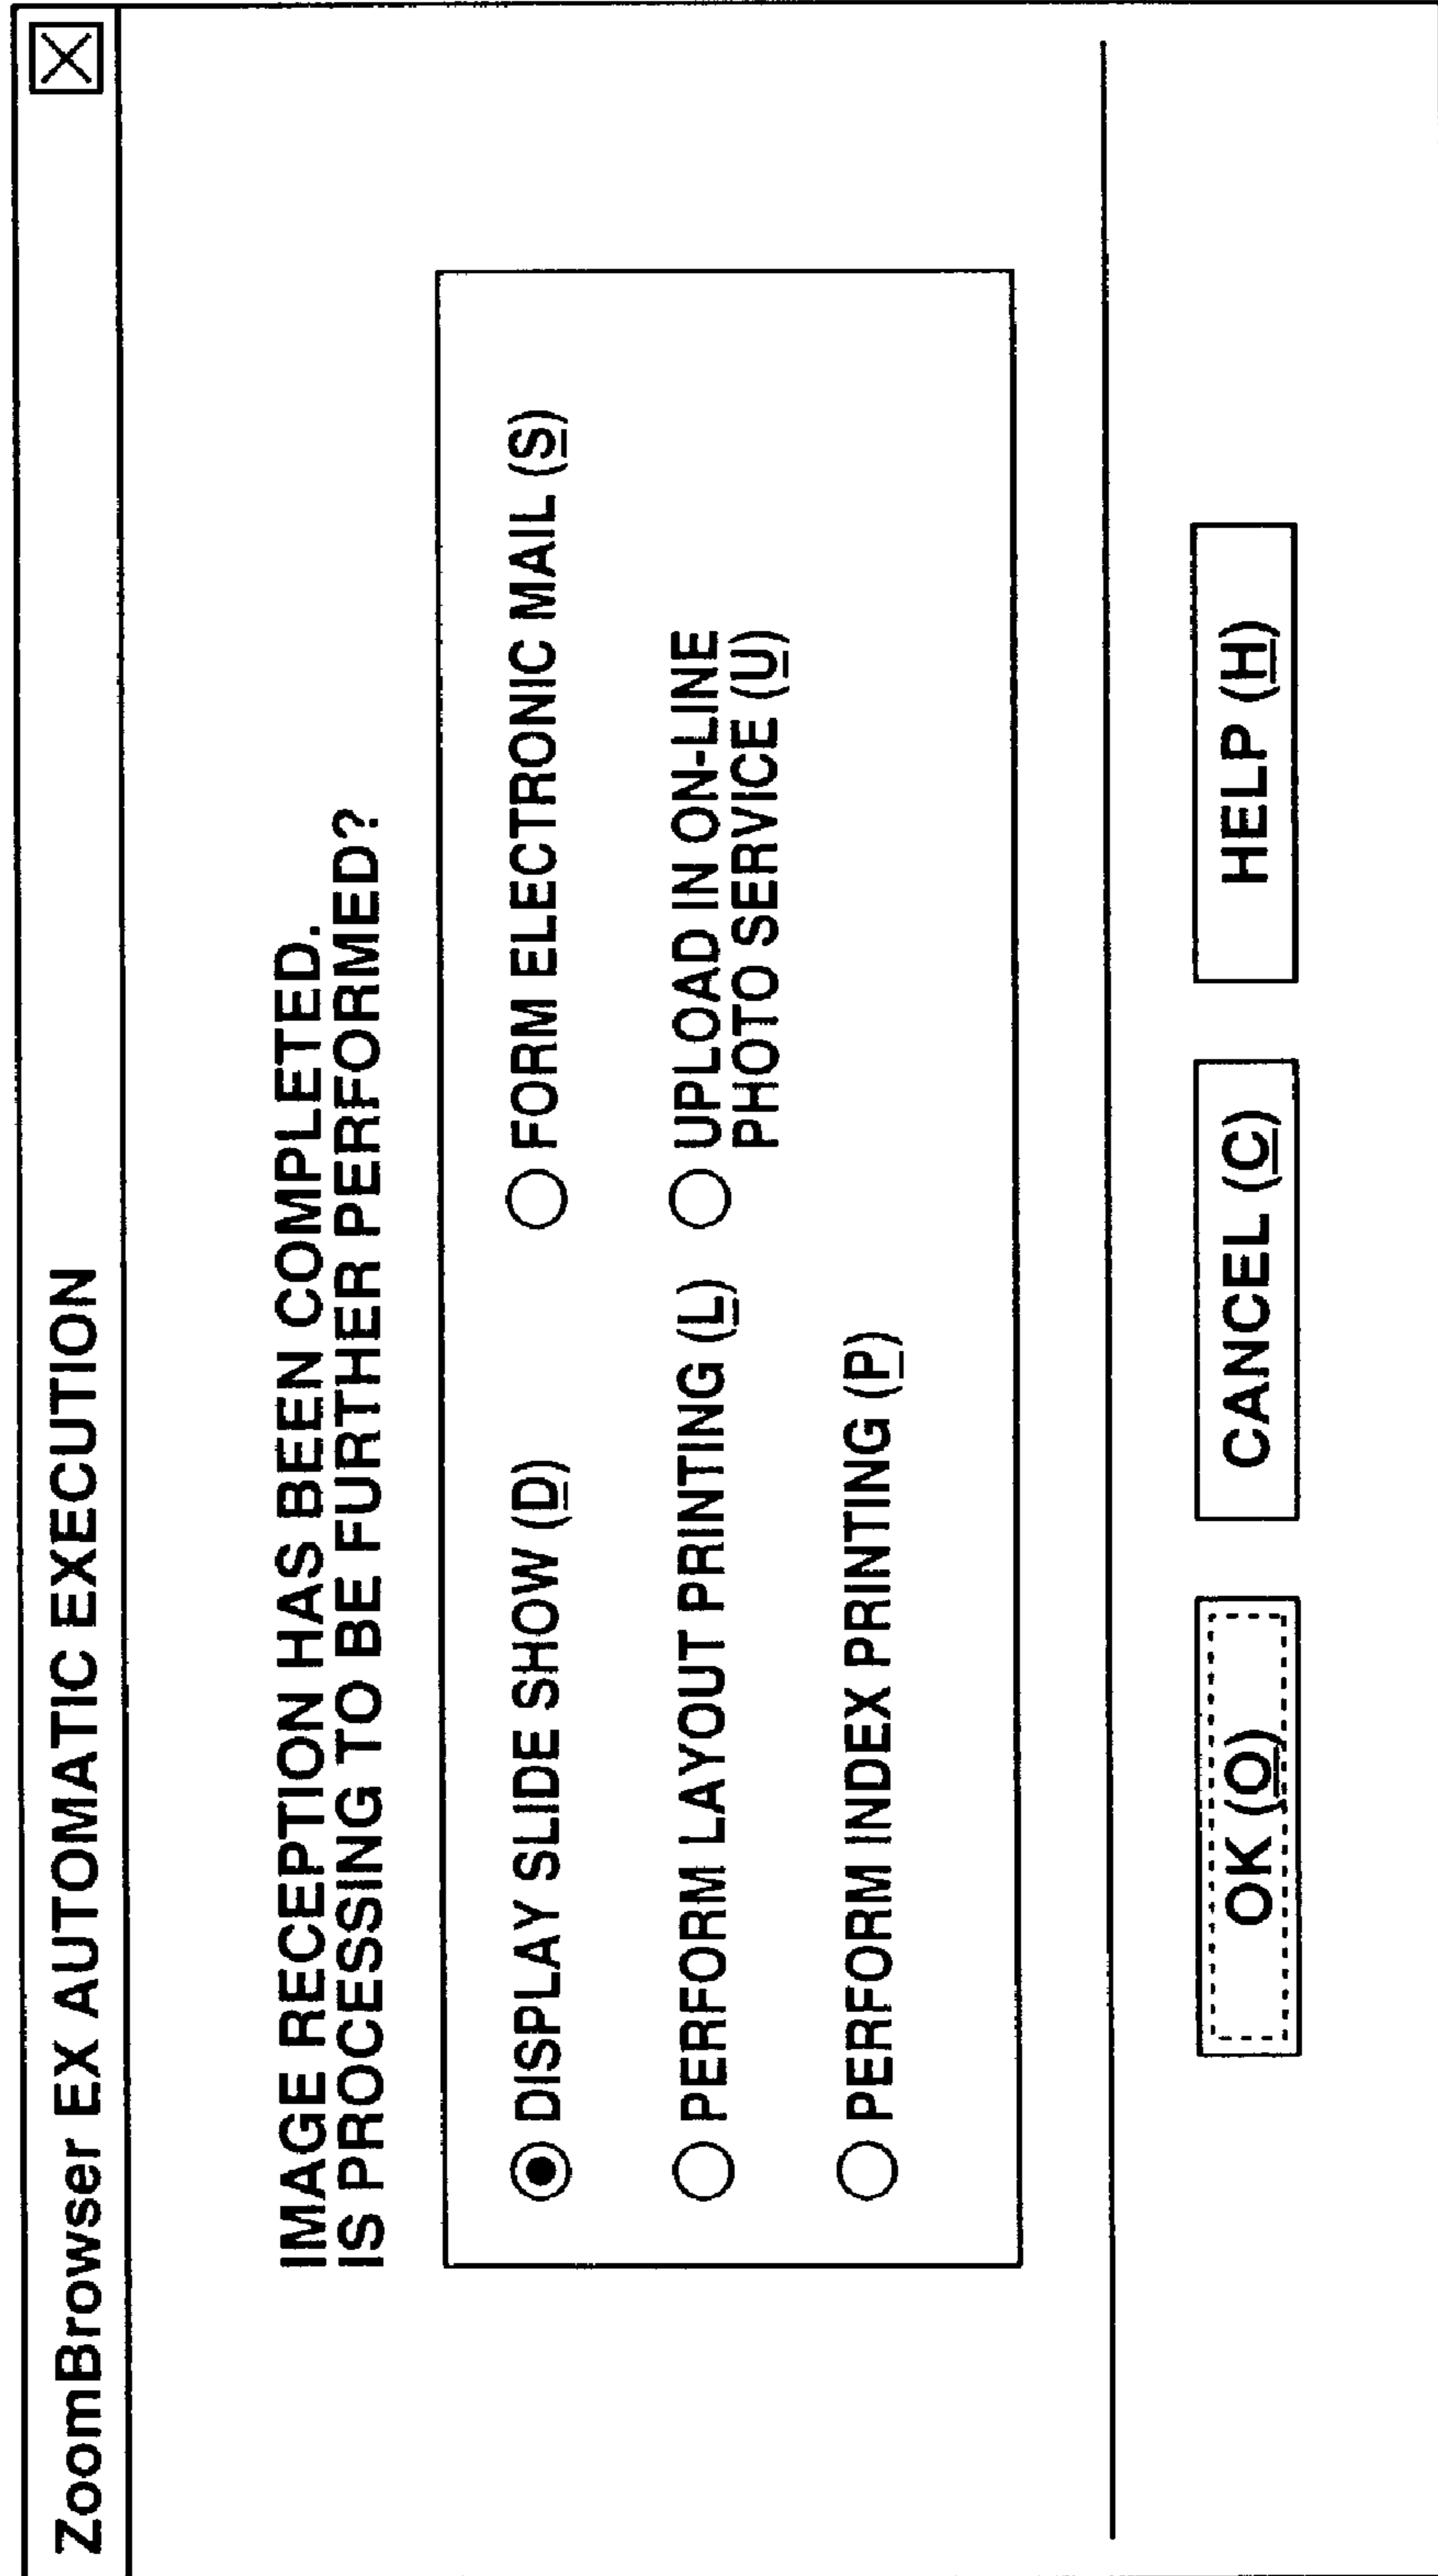 ZoomBrowser EX AUTOMATIC EXECUTION
IMAGE RECEPTION HAS BEEN COMPLETED.
IS PROCESSING TO BE FURTHER PERFORMED?
DISPLAY SLIDE SHOW (D)
FORM ELECTRONIC MAIL (S)
PERFORM LAYOUT PRINTING (L)
UPLOAD IN ON-LINE
PHOTO SERVICE (U)
PERFORM INDEX PRINTING (P)
OK (O)
CANCEL (C)
HELP (H)